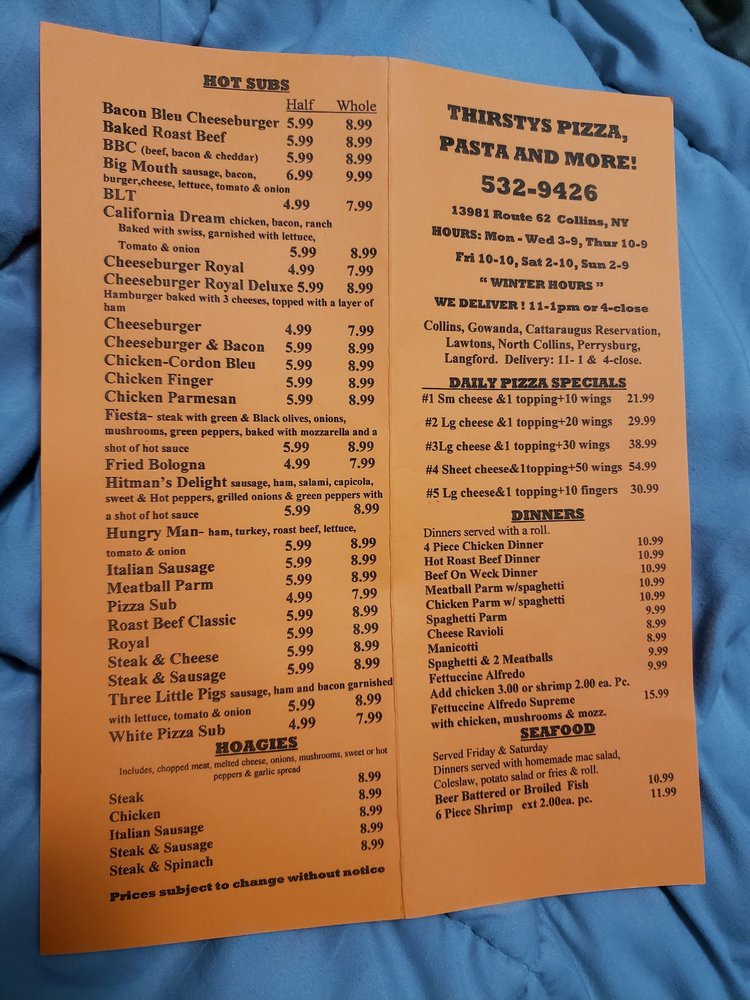 HOT SUBS
Half Whole
Bacon Bleu Cheeseburger 5.99 8.99
Baked Roast Beef 5.99 8.99
BBC (beef, bacon & cheddar) 5.99 8.99
Big Mouth sausage, bacon, 6.99 9.99
burger,cheese, lettuce, tomato & onion
BLT 4.99 7.99
California Dream chicken, bacon, ranch
Baked with swiss, garnished with lettuce,
Tomato & onion 5.99 8.99
Cheeseburger Royal 4.99 7.99
Cheeseburger Royal Deluxe 5.99 8.99
Hamburger baked with 3 cheeses, topped with a layer of
ham
Cheeseburger 4.99 7.99
Cheeseburger & Bacon 5.99 8.99
Chicken-Cordon Bleu 5.99 8.99
Chicken Finger 5.99 8.99
Chicken Parmesan 5.99 8.99
Fiesta- steak with green & Black olives, onions,
mushrooms, green peppers, baked with mozzarella and a
shot of hot sauce 5.99 8.99
Fried Bologna 4.99 7.99
Hitman's Delight sausage, ham, salami, capicola,
sweet & Hot peppers, grilled onions & green peppers with
a shot of hot sauce 5.99 8.99
Hungry Man- ham, turkey, roast beef, lettuce,
tomato & onion 5.99 8.99
Italian Sausage 5.99 8.99
Meatball Parm 5.99 8.99
Pizza Sub 4.99 7.99
Roast Beef Classic 5.99 8.99
Royal 5.99 8.99
Steak & Cheese 5.99 8.99
Steak & Sausage 5.99 8.99
Three Little Pigs sausage, ham and bacon garnished
with lettuce, tomato & onion 5.99 8.99
White Pizza Sub 4.99 7.99
HOAGIES
Includes, chopped meat, melted cheese, onions, mushrooms, sweet or hot
peppers & garlic spread
Steak 8.99
Chicken 8.99
Italian Sausage 8.99
Steak & Sausage 8.99
Steak & Spinach 8.99
Prices subject to change without notice
THIRSTYS PIZZA,
PASTA AND MORE!
532-9426
13981 Route 62 Collins, NY
HOURS: Mon - Wed 3-9, Thur 10-9
Fri 10-10, Sat 2-10, Sun 2-9
" WINTER HOURS "
WE DELIVER ! 11-1pm or 4-close
Collins, Gowanda, Cattaraugus Reservation,
Lawtons, North Collins, Perrysburg,
Langford. Delivery: 11- 1 & 4-close.
DAILY PIZZA SPECIALS
#1 Sm cheese &1 topping+10 wings 21.99
#2 Lg cheese &1 topping+20 wings 29.99
#3Lg cheese &1 topping+30 wings 38.99
#4 Sheet cheese&1topping+50 wings 54.99
#5 Lg cheese&1 topping+10 fingers 30.99
DINNERS
Dinners served with a roll.
4 Piece Chicken Dinner 10.99
Hot Roast Beef Dinner 10.99
Beef On Weck Dinner 10.99
Meatball Parm w/spaghetti 10.99
Chicken Parm w/ spaghetti 10.99
Spaghetti Parm 9.99
Cheese Ravioli 8.99
Manicotti 8.99
Spaghetti & 2 Meatballs 9.99
Fettuccine Alfredo 9.99
Add chicken 3.00 or shrimp 2.00 ea. Pc.
Fettuccine Alfredo Supreme 15.99
with chicken, mushrooms & mozz.
SEAFOOD
Served Friday & Saturday
Dinners served with homemade mac salad,
Coleslaw, potato salad or fries & roll.
Beer Battered or Broiled Fish 10.99
6 Piece Shrimp ext 2.00ea. pc. 11.99